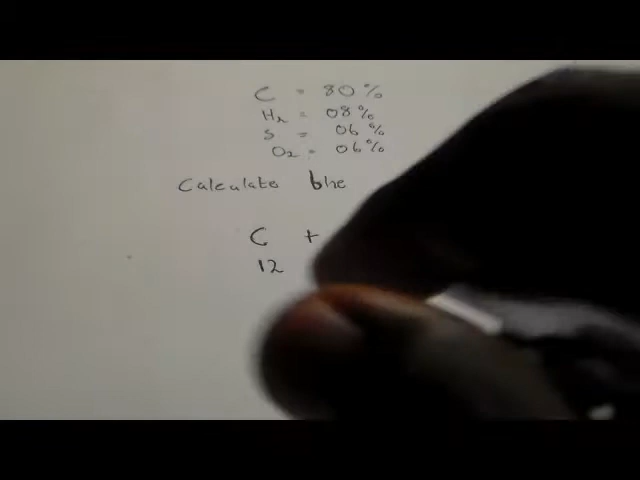 C = 80%
H2 = 08%
S = 06%
O2 = 06%
Calculate the
C +
12